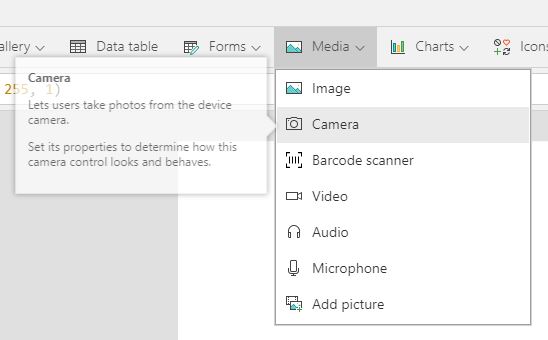 allery Data table Forms Media Charts Icons
Camera
255, 1)
Lets users take photos from the device
camera.
Set its properties to determine how this
camera control looks and behaves.
Image
Camera
Barcode scanner
Video
Audio
Microphone
Add picture